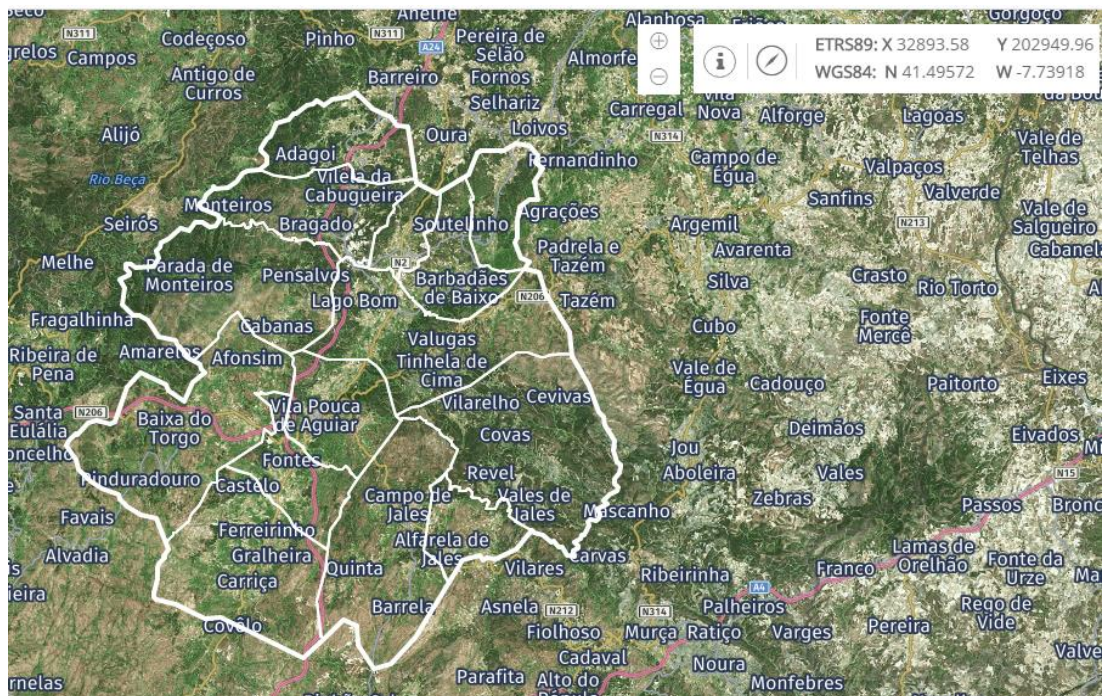 Anelhe
Gorgoço
N311
Codeçoso
Pinho
N311
A24
Pereira de
Selão
Alanhosa
ETRS89: X 32893.58 Y 202949.96
WGS84: N 41.49572 W -7.73918
Campos
Antigo de
Curros
Barreiro
Fornos
Almorfe
Selhariz
Carregal
Vila
Nova
Alforge
Lagoas
Alijó
Oura
Loivos
N314
Vale de
Telhas
Adagoi
Fernandinho
Campo de
Égua
Valpaços
Rio Beça
Vilela da
Cabugueira
Sanfins
Valverde
Monteiros
Seirós
Bragado
Soutelinho
Agrações
Argemil
N213
Vale de
Salgueiro
Melhe
Parada de
Monteiros
Pensalvos
N2
Barbadães
de Baixo
Padrela e
Tazém
Avarenta
Cabanela
Silva
Crasto
Rio Torto
Lago Bom
N206
Tazém
Fragalhinha
Cabanas
Valugas
Cubo
Fonte
Mercê
Ribeira de
Pena
Amarelos
Afonsim
Tinhela de
Cima
Vale de
Égua
Cadouço
Paitorto
Eixes
Santa
Eulália
N206
Baixa do
Torgo
Vila Pouca
de Aguiar
Vilarelho
Cevivas
Deimãos
Covas
Jou
Eivados
Fontes
Pinduradouro
Castelo
Revel
Aboleira
Vales
N15
Campo de
Jales
Vales de
Jales
Zebras
Passos
Favais
Mascanho
Ferreirinho
Alvadia
Gralheira
Alfarela de
Jales
Lamas de
Orelhão
Fonte da
Urze
Carriça
Quinta
Vilares
Carvas
Ribeirinha
A4
Franco
Barrela
Asnela
N212
N314
Palheiros
Rego de
Vide
Covêlo
Fiolhoso
Murça
Ratiço
Varges
Pereira
Cadaval
Noura
Parafita
Alto do
Monfebres